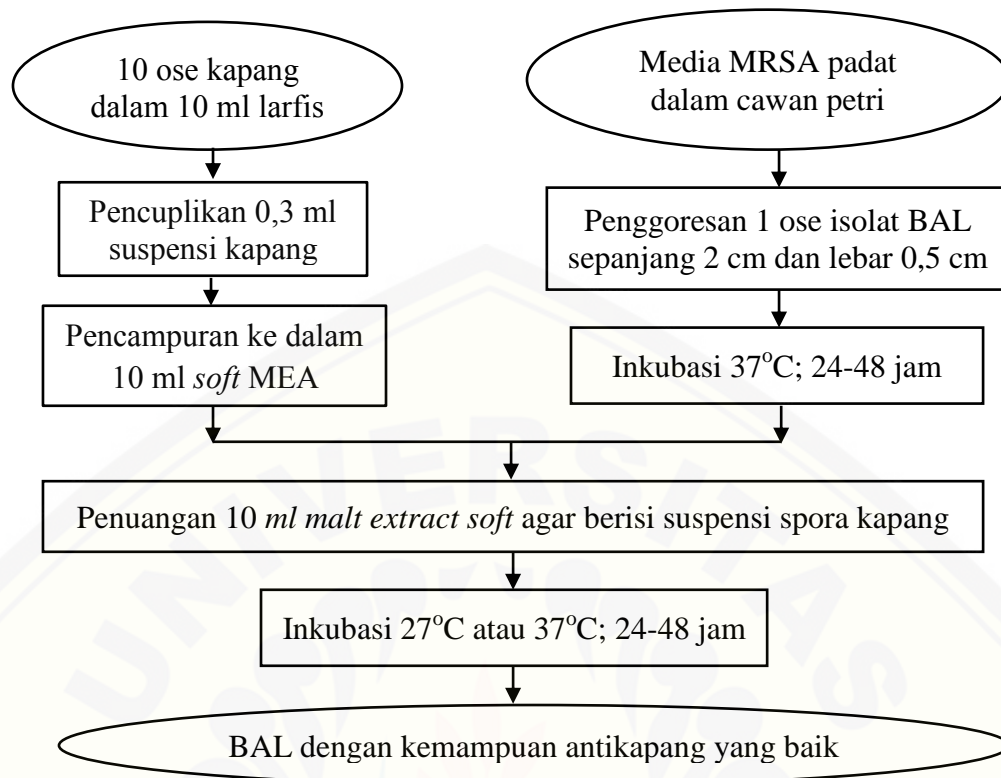 10 ose kapang
dalam 10 ml larfis
Pencuplikan 0,3 ml
suspensi kapang
Pencampuran ke dalam
10 ml soft MEA
Media MRSA padat
dalam cawan petri
Penggoresan 1 ose isolat BAL
sepanjang 2 cm dan lebar 0,5 cm
Inkubasi 37°C; 24-48 jam
Penuangan 10 ml malt extract soft agar berisi suspensi spora kapang
Inkubasi 27°C atau 37°C; 24-48 jam
BAL dengan kemampuan antikapang yang baik
UNIVERSITAS